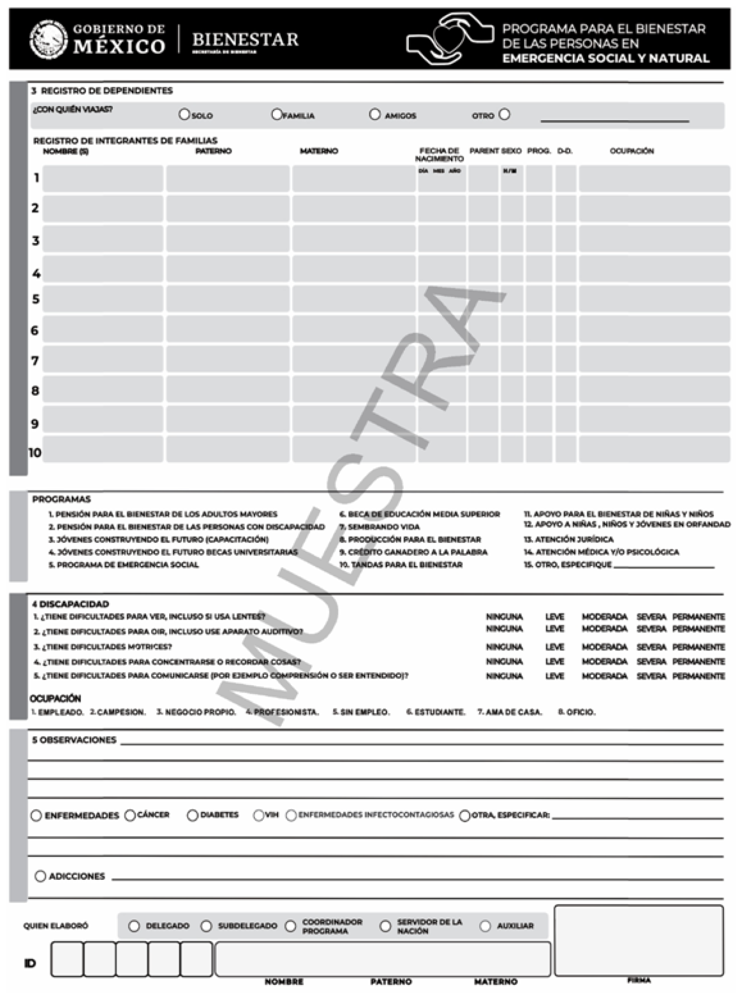 GOBIERNO DE
MÉXICO
BIENESTAR
SECRETARÍA DE BIENESTAR
PROGRAMA PARA EL BIENESTAR
DE LAS PERSONAS EN
EMERGENCIA SOCIAL Y NATURAL
3 REGISTRO DE DEPENDIENTES
¿CON QUIÉN VIAJAS? SOLO FAMILIA AMIGOS OTRO
REGISTRO DE INTEGRANTES DE FAMILIAS
NOMBRE (S) PATERNO MATERNO FECHA DE NACIMIENTO PARENT SEXO PROG. D-D. OCUPACIÓN
1 DÍA MES AÑO H/M
2
3
4
5
6
7
8
9
10
MUESTRA
PROGRAMAS
1. PENSIÓN PARA EL BIENESTAR DE LOS ADULTOS MAYORES
2. PENSIÓN PARA EL BIENESTAR DE LAS PERSONAS CON DISCAPACIDAD
3. JÓVENES CONSTRUYENDO EL FUTURO (CAPACITACIÓN)
4. JÓVENES CONSTRUYENDO EL FUTURO BECAS UNIVERSITARIAS
5. PROGRAMA DE EMERGENCIA SOCIAL
6. BECA DE EDUCACIÓN MEDIA SUPERIOR
7. SEMBRANDO VIDA
8. PRODUCCIÓN PARA EL BIENESTAR
9. CRÉDITO GANADERO A LA PALABRA
10. TANDAS PARA EL BIENESTAR
11. APOYO PARA EL BIENESTAR DE NIÑAS Y NIÑOS
12. APOYO A NIÑAS , NIÑOS Y JÓVENES EN ORFANDAD
13. ATENCIÓN JURÍDICA
14. ATENCIÓN MÉDICA Y/O PSICOLÓGICA
15. OTRO, ESPECIFIQUE
4 DISCAPACIDAD
1. ¿TIENE DIFICULTADES PARA VER, INCLUSO SI USA LENTES? NINGUNA LEVE MODERADA SEVERA PERMANENTE
2. ¿TIENE DIFICULTADES PARA OIR, INCLUSO USE APARATO AUDITIVO? NINGUNA LEVE MODERADA SEVERA PERMANENTE
3. ¿TIENE DIFICULTADES MOTRICES? NINGUNA LEVE MODERADA SEVERA PERMANENTE
4. ¿TIENE DIFICULTADES PARA CONCENTRARSE O RECORDAR COSAS? NINGUNA LEVE MODERADA SEVERA PERMANENTE
5. ¿TIENE DIFICULTADES PARA COMUNICARSE (POR EJEMPLO COMPRENSIÓN O SER ENTENDIDO)? NINGUNA LEVE MODERADA SEVERA PERMANENTE
OCUPACIÓN
1. EMPLEADO. 2. CAMPESION. 3. NEGOCIO PROPIO. 4. PROFESIONISTA. 5. SIN EMPLEO. 6. ESTUDIANTE. 7. AMA DE CASA. 8. OFICIO.
5 OBSERVACIONES
ENFERMEDADES CÁNCER DIABETES VIH ENFERMEDADES INFECTOCONTAGIOSAS OTRA, ESPECIFICAR:
ADICCIONES
QUIEN ELABORÓ DELEGADO SUBDELEGADO COORDINADOR PROGRAMA SERVIDOR DE LA NACIÓN AUXILIAR
ID
NOMBRE PATERNO MATERNO FIRMA